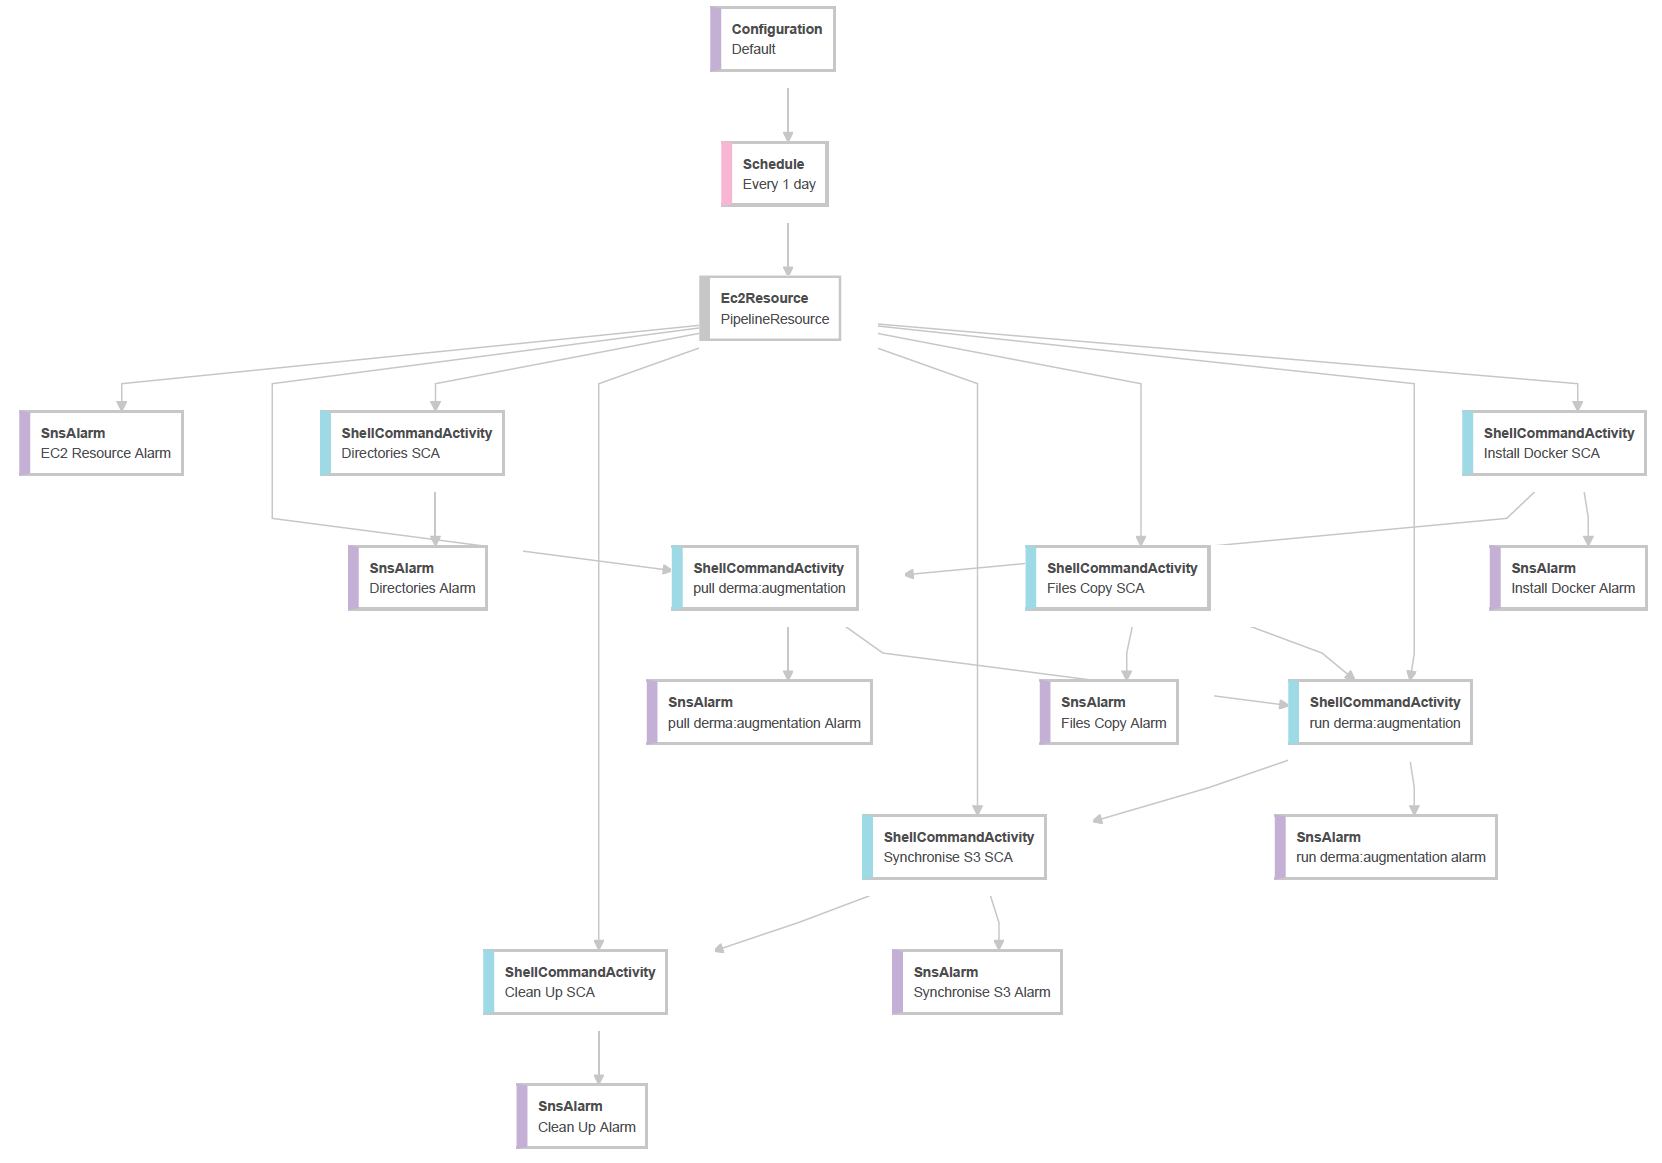 Configuration
Default
Schedule
Every 1 day
Ec2Resource
PipelineResource
SnsAlarm
EC2 Resource Alarm
ShellCommandActivity
Directories SCA
ShellCommandActivity
Install Docker SCA
SnsAlarm
Directories Alarm
ShellCommandActivity
pull derma:augmentation
ShellCommandActivity
Files Copy SCA
SnsAlarm
Install Docker Alarm
SnsAlarm
pull derma:augmentation Alarm
SnsAlarm
Files Copy Alarm
ShellCommandActivity
run derma:augmentation
ShellCommandActivity
Synchronise S3 SCA
SnsAlarm
run derma:augmentation alarm
ShellCommandActivity
Clean Up SCA
SnsAlarm
Synchronise S3 Alarm
SnsAlarm
Clean Up Alarm